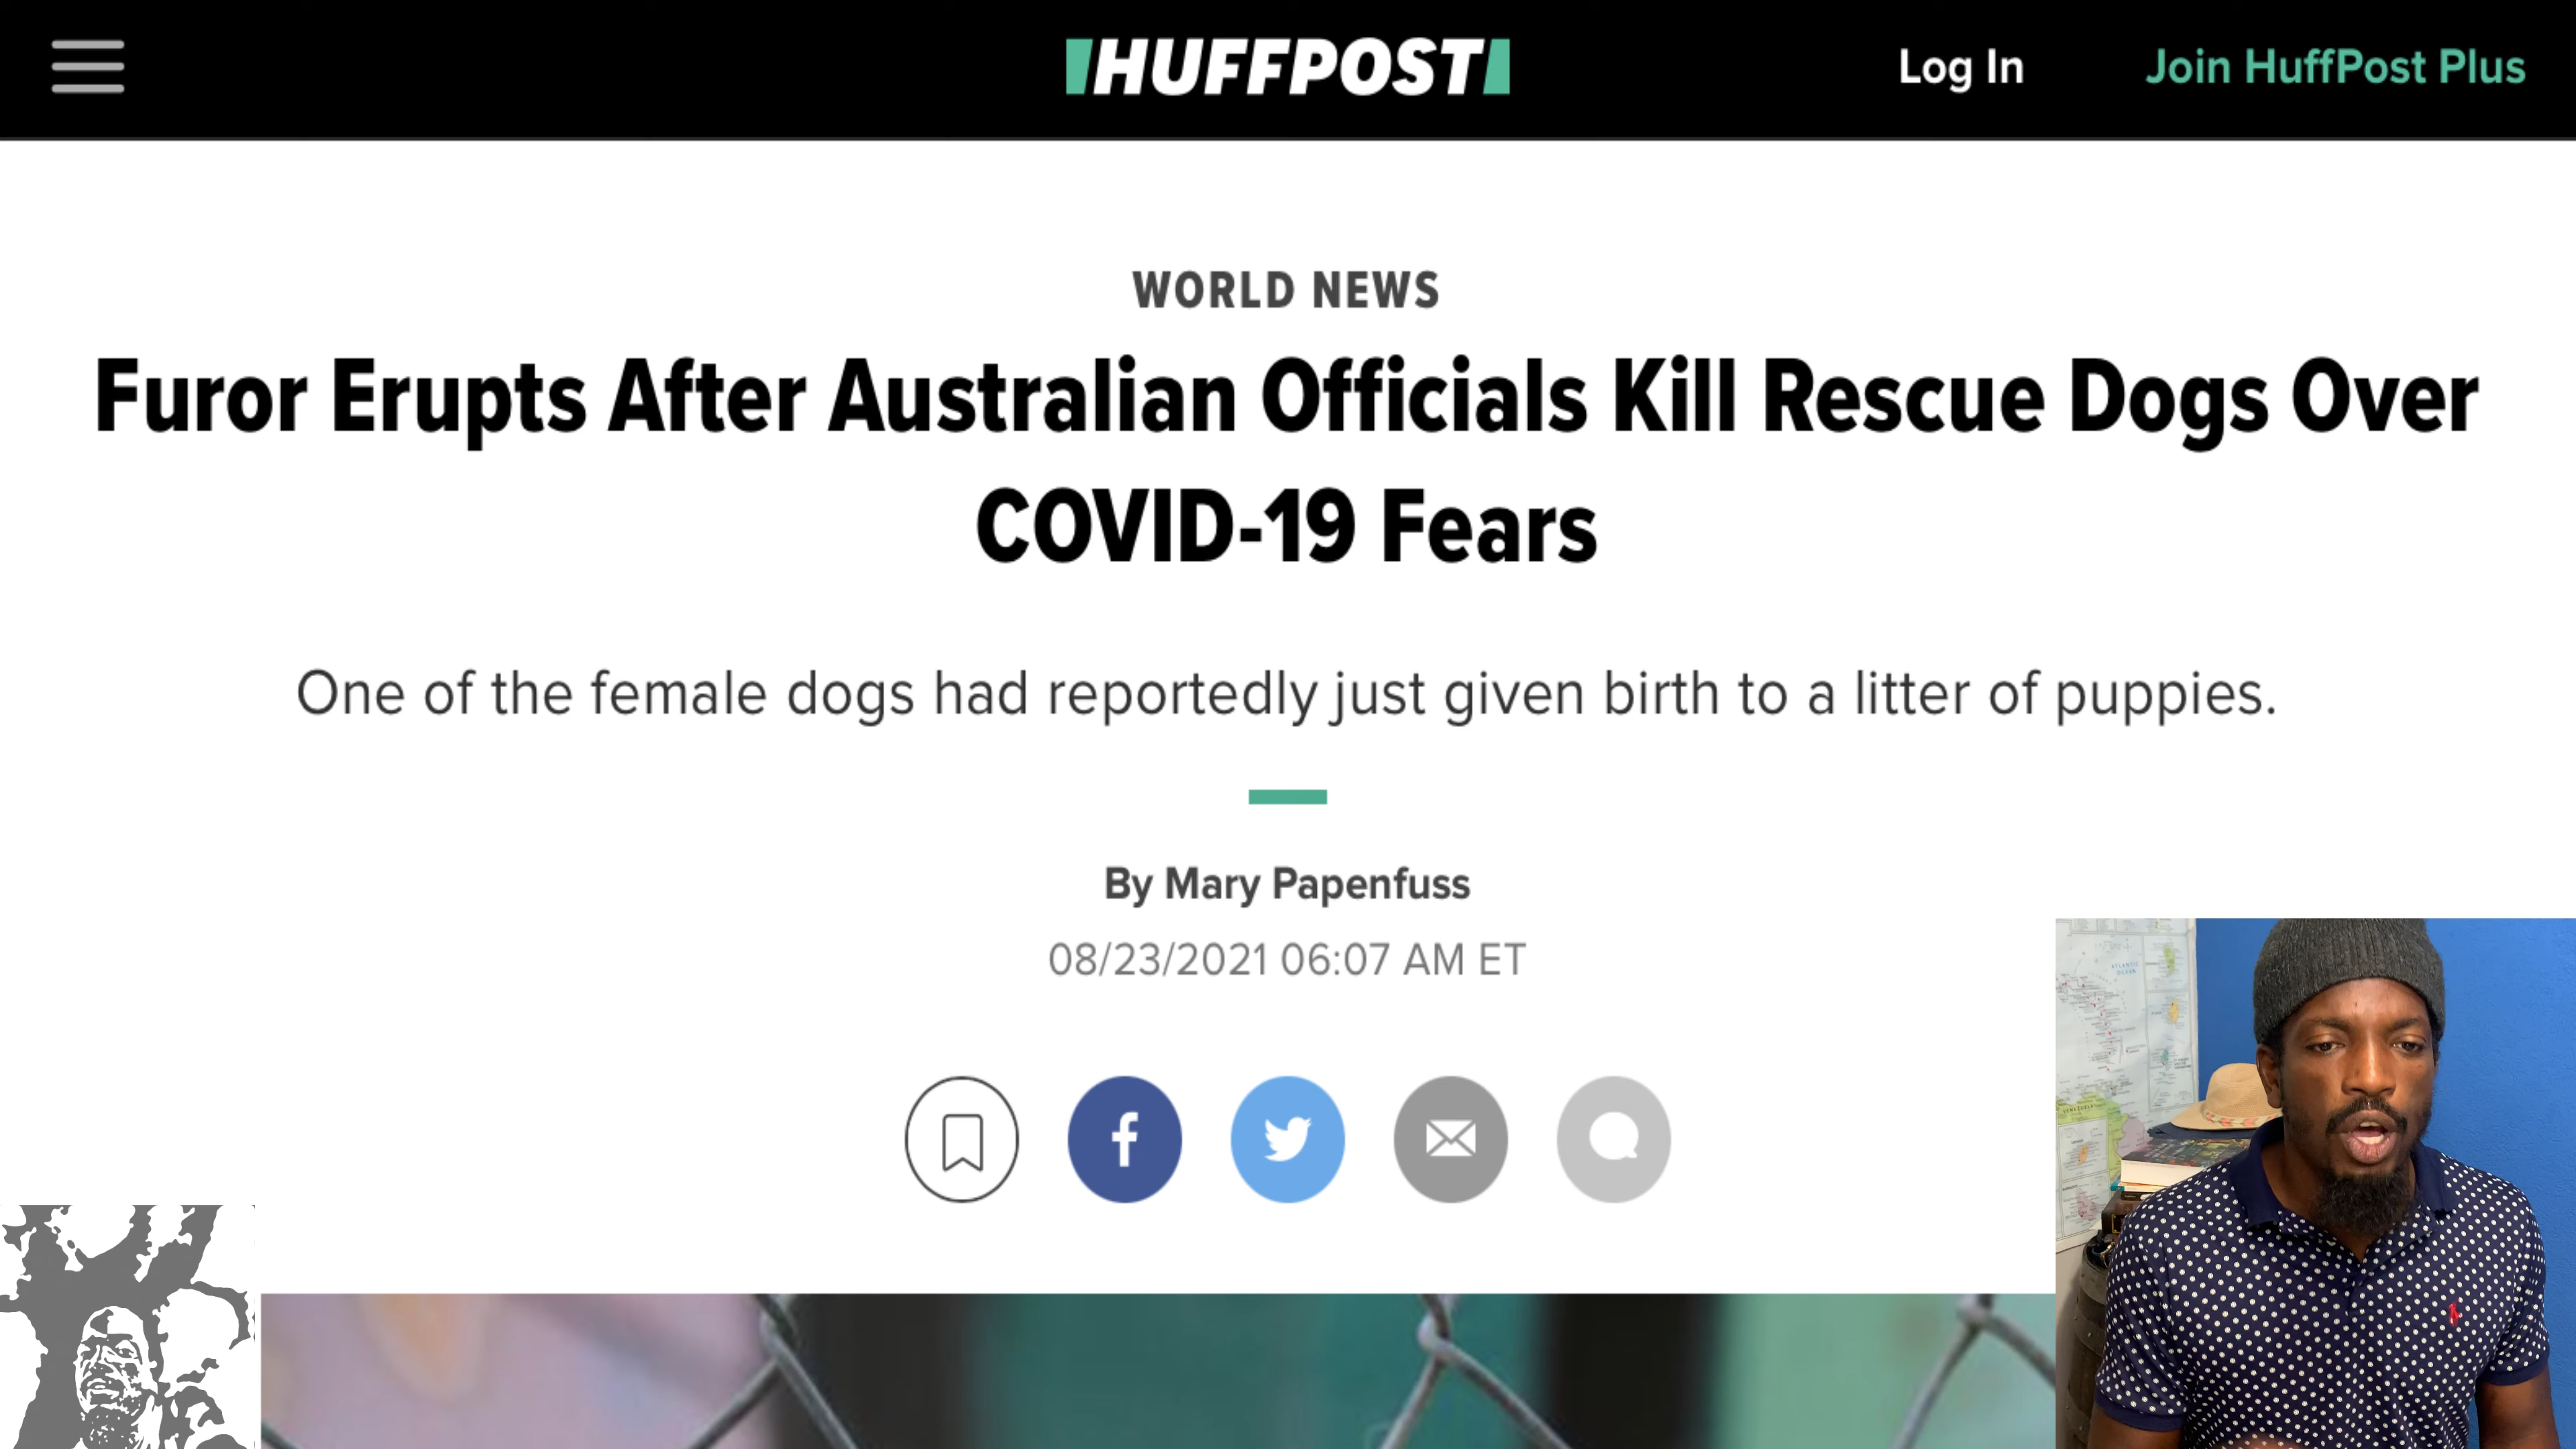 HUFFPOST
Log In
Join HuffPost Plus
WORLD NEWS
Furor Erupts After Australian Officials Kill Rescue Dogs Over
COVID-19 Fears
One of the female dogs had reportedly just given birth to a litter of puppies.
By Mary Papenfuss
08/23/2021 06:07 AM ET
ATLANTIC
OCEAN